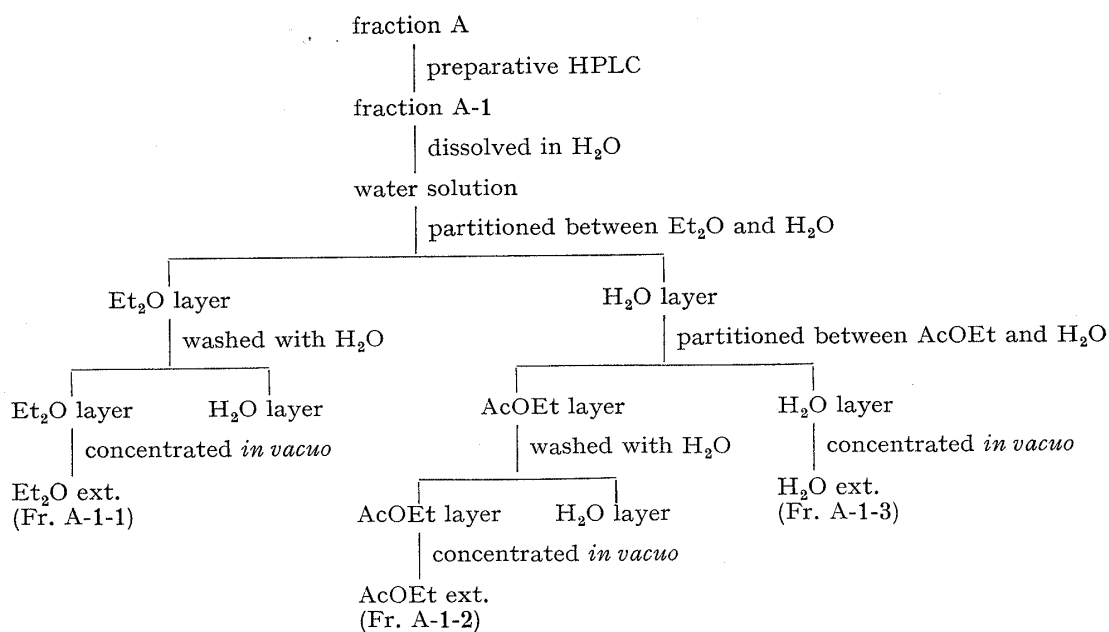 fraction A
preparative HPLC
fraction A-1
dissolved in H₂O
water solution
partitioned between Et₂O and H₂O
Et₂O layer
H₂O layer
washed with H₂O
partitioned between AcOEt and H₂O
Et₂O layer
H₂O layer
AcOEt layer
H₂O layer
concentrated in vacuo
washed with H₂O
concentrated in vacuo
Et₂O ext.
(Fr. A-1-1)
AcOEt layer
H₂O layer
H₂O ext.
(Fr. A-1-3)
concentrated in vacuo
AcOEt ext.
(Fr. A-1-2)